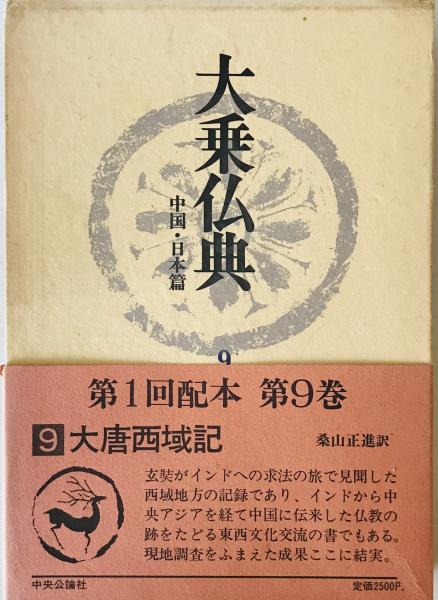 大乗仏典
中国・日本篇
9
第1回配本 第9巻
9 大唐西域記
桑山正進訳
玄奘がインドへの求法の旅で見聞した
西域地方の記録であり、インドから中
央アジアを経て中国に伝来した仏教の
跡をたどる東西文化交流の書でもある。
現地調査をふまえた成果ここに結実。
中央公論社
定価2500円